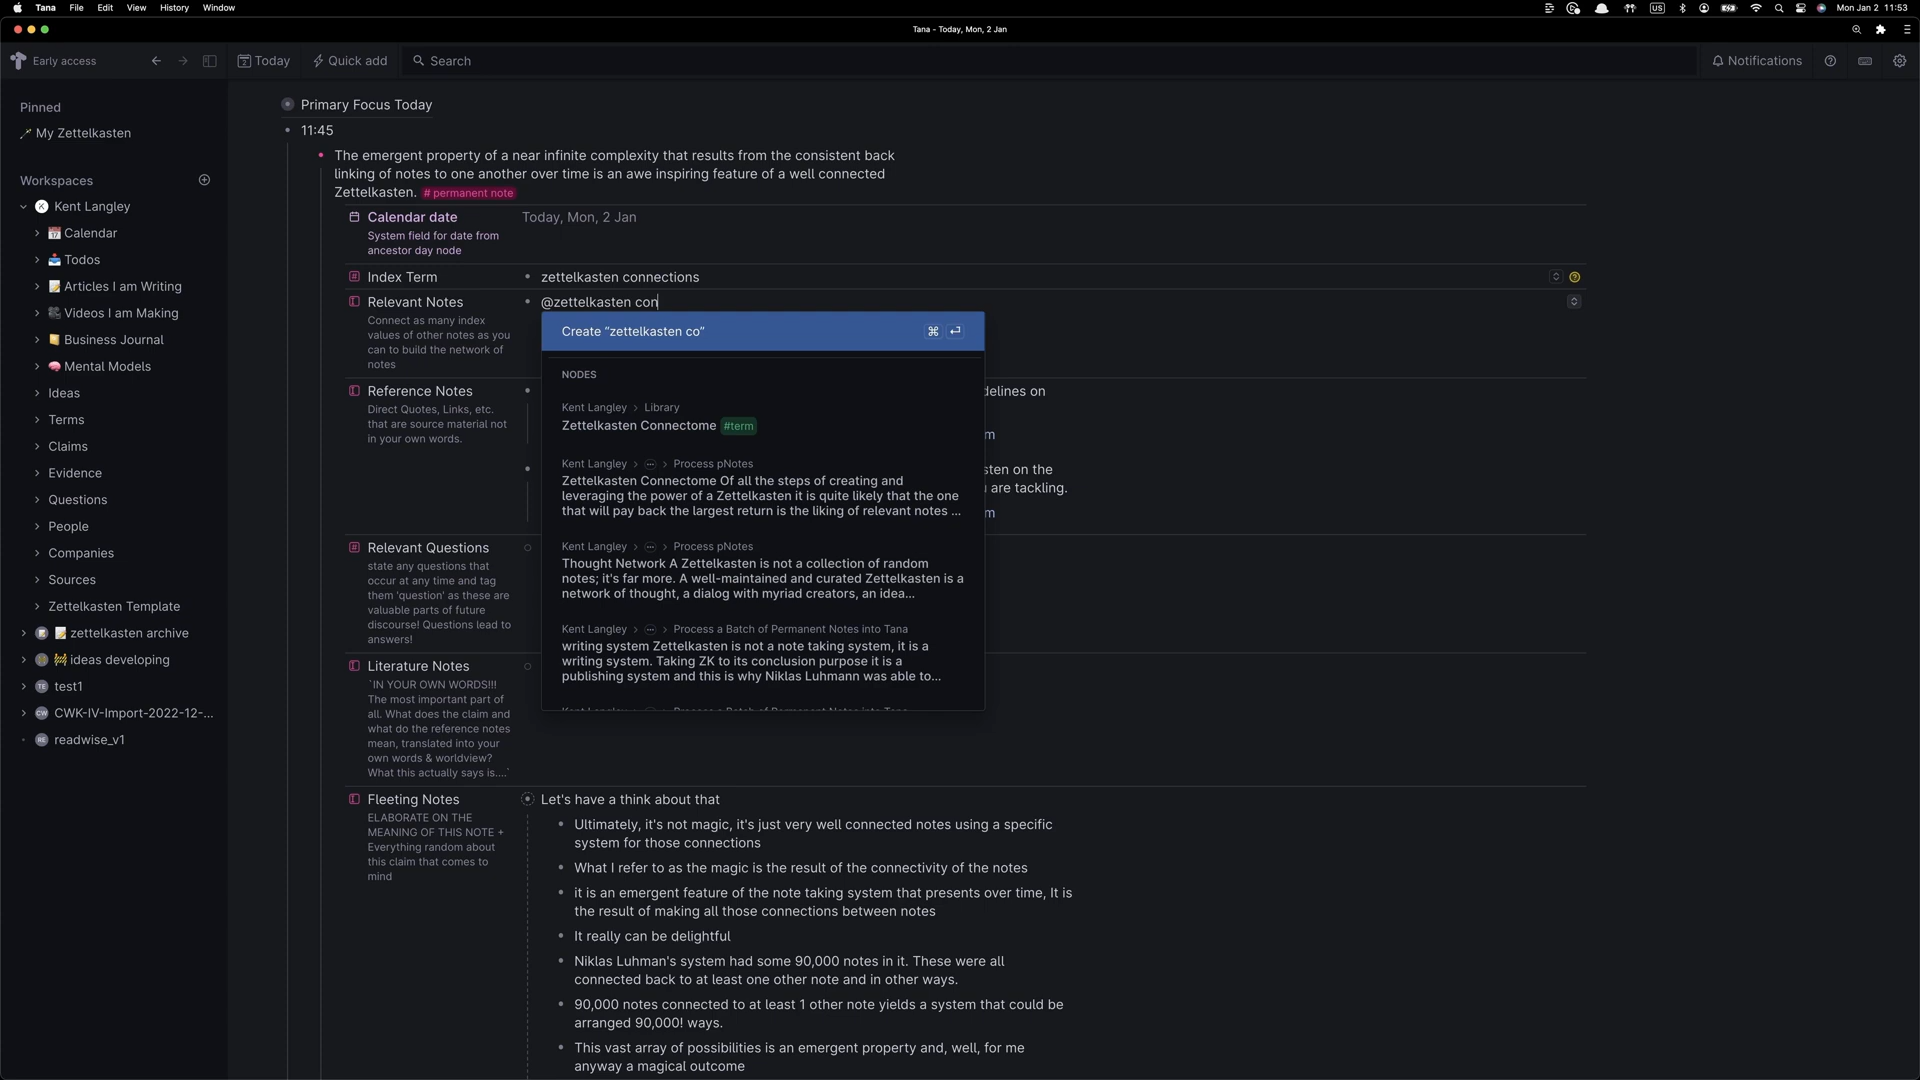 Tana File Edit View History Window
US Mon Jan 2 11:53
Tana - Today, Mon, 2 Jan
Early access
Today
Quick add
Search
Notifications
Pinned
My Zettelkasten
Workspaces
Kent Langley
Calendar
Todos
Articles I am Writing
Videos I am Making
Business Journal
Mental Models
Ideas
Terms
Claims
Evidence
Questions
People
Companies
Sources
Zettelkasten Template
zettelkasten archive
ideas developing
TE test1
CW CWK-IV-Import-2022-12-...
RE readwise_v1
Primary Focus Today
11:45
The emergent property of a near infinite complexity that results from the consistent back
linking of notes to one another over time is an awe inspiring feature of a well connected
Zettelkasten. # permanent note
Calendar date
Today, Mon, 2 Jan
System field for date from
ancestor day node
Index Term
zettelkasten connections
Relevant Notes
@zettelkasten con
Connect as many index
values of other notes as you
can to build the network of
notes
Create “zettelkasten co” ⌘ ↵
NODES
Kent Langley > Library
Zettelkasten Connectome #term
Kent Langley > ... > Process pNotes
Zettelkasten Connectome Of all the steps of creating and
leveraging the power of a Zettelkasten it is quite likely that the one
that will pay back the largest return is the liking of relevant notes ...
Kent Langley > ... > Process pNotes
Thought Network A Zettelkasten is not a collection of random
notes; it's far more. A well-maintained and curated Zettelkasten is a
network of thought, a dialog with myriad creators, an idea...
Kent Langley > ... > Process a Batch of Permanent Notes into Tana
writing system Zettelkasten is not a note taking system, it is a
writing system. Taking ZK to its conclusion purpose it is a
publishing system and this is why Niklas Luhmann was able to...
Reference Notes
Direct Quotes, Links, etc.
that are source material not
in your own words.
delines on
m
sten on the
are tackling.
m
Relevant Questions
state any questions that
occur at any time and tag
them 'question' as these are
valuable parts of future
discourse! Questions lead to
answers!
Literature Notes
`IN YOUR OWN WORDS!!!
The most important part of
all. What does the claim and
what do the reference notes
mean, translated into your
own words & worldview?
What this actually says is....`
Fleeting Notes
ELABORATE ON THE
MEANING OF THIS NOTE +
Everything random about
this claim that comes to
mind
Let's have a think about that
Ultimately, it's not magic, it's just very well connected notes using a specific
system for those connections
What I refer to as the magic is the result of the connectivity of the notes
it is an emergent feature of the note taking system that presents over time, It is
the result of making all those connections between notes
It really can be delightful
Niklas Luhman's system had some 90,000 notes in it. These were all
connected back to at least one other note and in other ways.
90,000 notes connected to at least 1 other note yields a system that could be
arranged 90,000! ways.
This vast array of possibilities is an emergent property and, well, for me
anyway a magical outcome